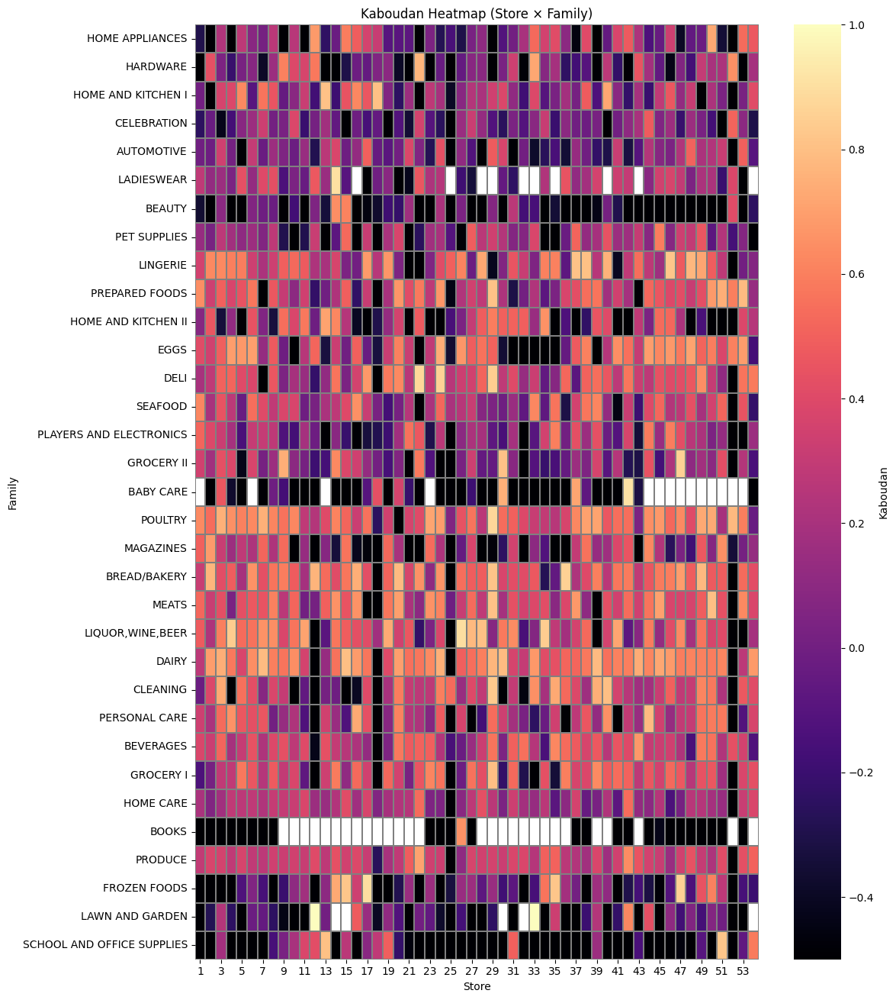 Kaboudan Heatmap (Store × Family)
HOME APPLIANCES
HARDWARE
HOME AND KITCHEN I
CELEBRATION
AUTOMOTIVE
LADIESWEAR
BEAUTY
PET SUPPLIES
LINGERIE
PREPARED FOODS
HOME AND KITCHEN II
EGGS
DELI
SEAFOOD
PLAYERS AND ELECTRONICS
GROCERY II
BABY CARE
POULTRY
MAGAZINES
BREAD/BAKERY
MEATS
LIQUOR,WINE,BEER
DAIRY
CLEANING
PERSONAL CARE
BEVERAGES
GROCERY I
HOME CARE
BOOKS
PRODUCE
FROZEN FOODS
LAWN AND GARDEN
SCHOOL AND OFFICE SUPPLIES
Family
1 3 5 7 9 11 13 15 17 19 21 23 25 27 29 31 33 35 37 39 41 43 45 47 49 51 53
Store
1.0
0.8
0.6
0.4
0.2
0.0
−0.2
−0.4
Kaboudan